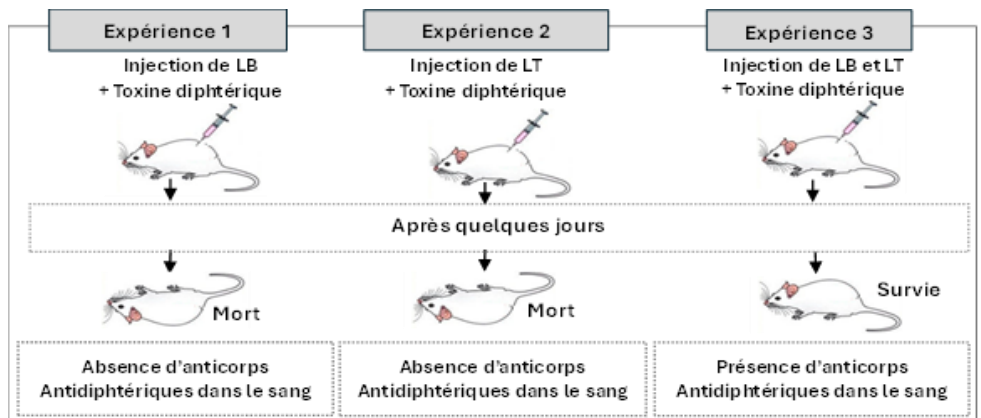 Expérience 1
Expérience 2
Expérience 3
Injection de LB
+ Toxine diphtérique
Injection de LT
+ Toxine diphtérique
Injection de LB et LT
+ Toxine diphtérique
Après quelques jours
Mort
Mort
Survie
Absence d'anticorps
Antidiphtériques dans le sang
Absence d'anticorps
Antidiphtériques dans le sang
Présence d'anticorps
Antidiphtériques dans le sang